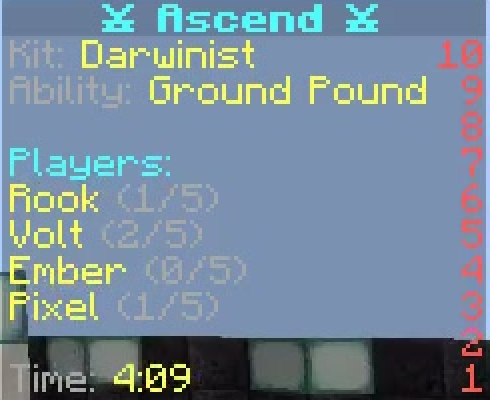 ⚔ Ascend ⚔
Kit: Darwinist 10
Ability: Ground Pound 9
8
Players: 7
Rook (1/5) 6
Volt (2/5) 5
Ember (0/5) 4
Pixel (1/5) 3
2
Time: 4:09 1